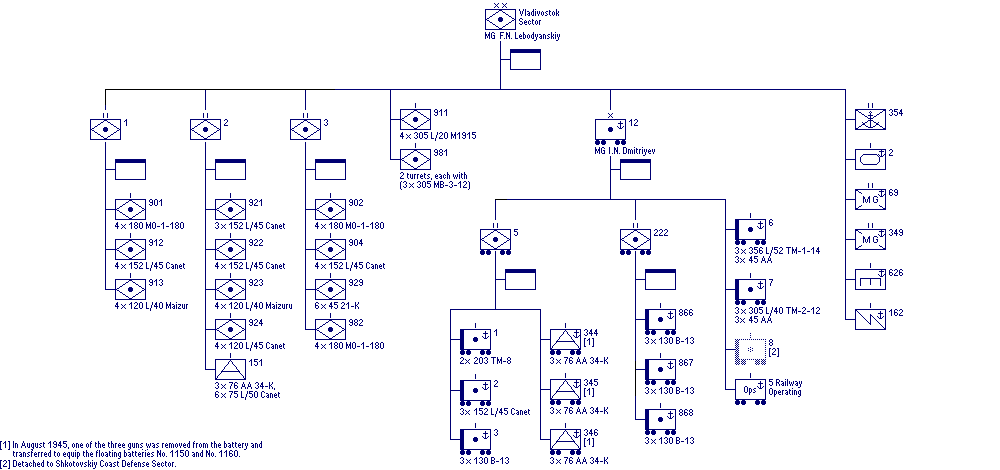 Vladivostok
Sector
MG F.N. Lebodyanskiy
1
901
4 x 180 MO-1-180
912
4 x 152 L/45 Canet
913
4 x 120 L/40 Maizur
2
921
3 x 152 L/45 Canet
922
4 x 152 L/45 Canet
923
4 x 120 L/40 Maizuru
924
4 x 120 L/45 Canet
151
3 x 76 AA 34-K,
6 x 75 L/50 Canet
3
902
4 x 180 MO-1-180
904
4 x 152 L/45 Canet
929
6 x 45 21-K
982
4 x 180 MO-1-180
911
4 x 305 L/20 M1915
981
2 turrets, each with
(3 x 305 MB-3-12)
12
MG I.N. Dmitriyev
5
1
2 x 203 TM-8
2
3 x 152 L/45 Canet
3
3 x 130 B-13
344
[1]
3 x 76 AA 34-K
345
[1]
3 x 76 AA 34-K
346
[1]
3 x 76 AA 34-K
222
866
3 x 130 B-13
867
3 x 130 B-13
868
3 x 130 B-13
6
3 x 356 L/52 TM-1-14
3 x 45 AA
7
3 x 305 L/40 TM-2-12
3 x 45 AA
8
[2]
Ops
5 Railway
Operating
354
2
MG
69
MG
349
626
162
[1] In August 1945, one of the three guns was removed from the battery and
transferred to equip the floating batteries No. 1150 and No. 1160.
[2] Detached to Shkotovskiy Coast Defense Sector.